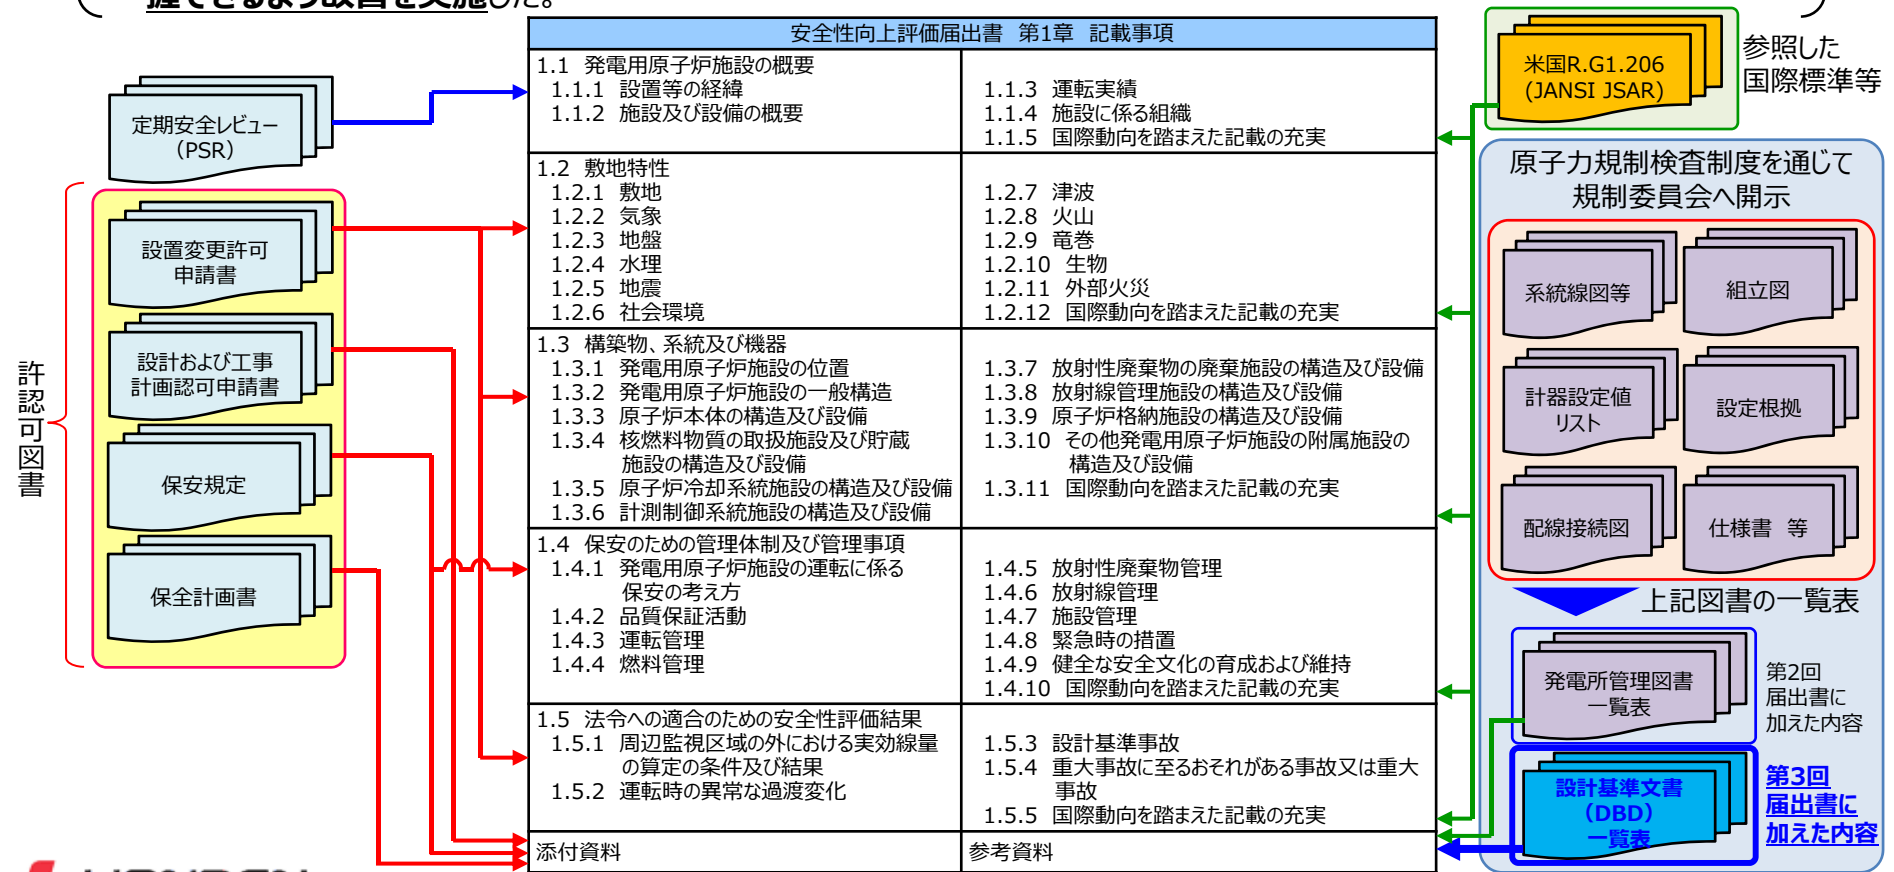 握できるよう改善を実施した。
安全性向上評価届出書 第1章 記載事項
1.1 発電用原子炉施設の概要
1.1.1 設置等の経緯
1.1.2 施設及び設備の概要
1.1.3 運転実績
1.1.4 施設に係る組織
1.1.5 国際動向を踏まえた記載の充実
1.2 敷地特性
1.2.1 敷地
1.2.2 気象
1.2.3 地盤
1.2.4 水理
1.2.5 地震
1.2.6 社会環境
1.2.7 津波
1.2.8 火山
1.2.9 竜巻
1.2.10 生物
1.2.11 外部火災
1.2.12 国際動向を踏まえた記載の充実
1.3 構築物、系統及び機器
1.3.1 発電用原子炉施設の位置
1.3.2 発電用原子炉施設の一般構造
1.3.3 原子炉本体の構造及び設備
1.3.4 核燃料物質の取扱施設及び貯蔵
施設の構造及び設備
1.3.5 原子炉冷却系統施設の構造及び設備
1.3.6 計測制御系統施設の構造及び設備
1.3.7 放射性廃棄物の廃棄施設の構造及び設備
1.3.8 放射線管理施設の構造及び設備
1.3.9 原子炉格納施設の構造及び設備
1.3.10 その他発電用原子炉施設の附属施設の
構造及び設備
1.3.11 国際動向を踏まえた記載の充実
1.4 保安のための管理体制及び管理事項
1.4.1 発電用原子炉施設の運転に係る
保安の考え方
1.4.2 品質保証活動
1.4.3 運転管理
1.4.4 燃料管理
1.4.5 放射性廃棄物管理
1.4.6 放射線管理
1.4.7 施設管理
1.4.8 緊急時の措置
1.4.9 健全な安全文化の育成および維持
1.4.10 国際動向を踏まえた記載の充実
1.5 法令への適合のための安全性評価結果
1.5.1 周辺監視区域の外における実効線量
の算定の条件及び結果
1.5.2 運転時の異常な過渡変化
1.5.3 設計基準事故
1.5.4 重大事故に至るおそれがある事故又は重大
事故
1.5.5 国際動向を踏まえた記載の充実
添付資料
参考資料
定期安全レビュー
(PSR)
許認可図書
設置変更許可
申請書
設計および工事
計画認可申請書
保安規定
保全計画書
米国R.G1.206
(JANSI JSAR)
参照した
国際標準等
原子力規制検査制度を通じて
規制委員会へ開示
系統線図等
組立図
計器設定値
リスト
設定根拠
配線接続図
仕様書 等
上記図書の一覧表
発電所管理図書
一覧表
第2回
届出書に
加えた内容
設計基準文書
(DBD)
一覧表
第3回
届出書に
加えた内容